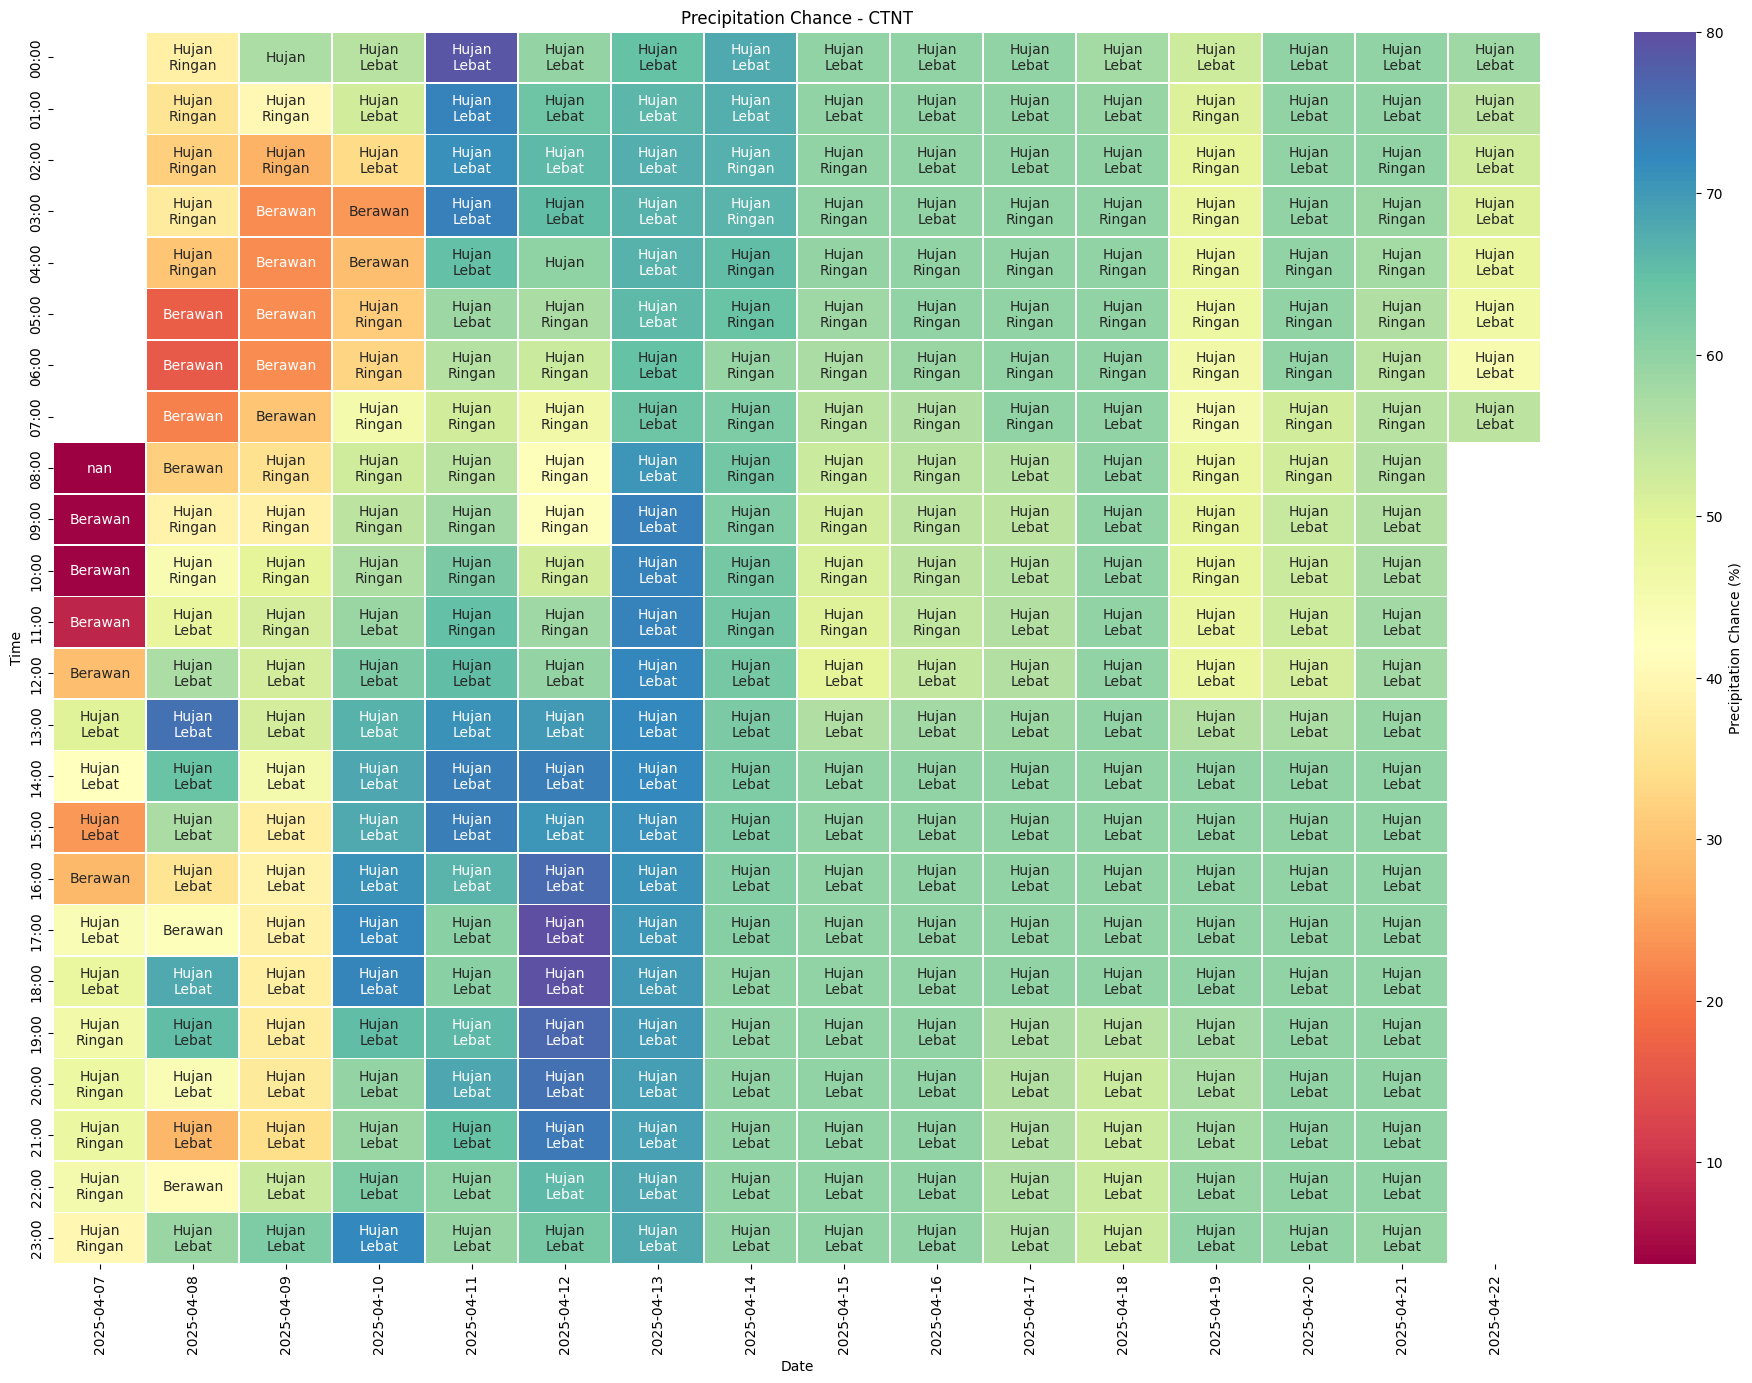 Precipitation Chance - CTNT
00:00 Hujan Ringan Hujan Hujan Lebat Hujan Lebat Hujan Lebat Hujan Lebat Hujan Lebat Hujan Lebat Hujan Lebat Hujan Lebat Hujan Lebat Hujan Lebat Hujan Lebat Hujan Lebat Hujan Lebat
01:00 Hujan Ringan Hujan Ringan Hujan Lebat Hujan Lebat Hujan Lebat Hujan Lebat Hujan Lebat Hujan Lebat Hujan Lebat Hujan Lebat Hujan Lebat Hujan Ringan Hujan Lebat Hujan Lebat Hujan Lebat
02:00 Hujan Ringan Hujan Ringan Hujan Lebat Hujan Lebat Hujan Lebat Hujan Lebat Hujan Ringan Hujan Ringan Hujan Lebat Hujan Lebat Hujan Lebat Hujan Ringan Hujan Lebat Hujan Ringan Hujan Lebat
03:00 Hujan Ringan Berawan Berawan Hujan Lebat Hujan Lebat Hujan Lebat Hujan Ringan Hujan Ringan Hujan Lebat Hujan Ringan Hujan Ringan Hujan Ringan Hujan Lebat Hujan Ringan Hujan Lebat
04:00 Hujan Ringan Berawan Berawan Hujan Lebat Hujan Hujan Lebat Hujan Ringan Hujan Ringan Hujan Ringan Hujan Ringan Hujan Ringan Hujan Ringan Hujan Ringan Hujan Ringan Hujan Lebat
05:00 Berawan Berawan Hujan Ringan Hujan Lebat Hujan Ringan Hujan Lebat Hujan Ringan Hujan Ringan Hujan Ringan Hujan Ringan Hujan Ringan Hujan Ringan Hujan Ringan Hujan Ringan Hujan Lebat
06:00 Berawan Berawan Hujan Ringan Hujan Ringan Hujan Ringan Hujan Lebat Hujan Ringan Hujan Ringan Hujan Ringan Hujan Ringan Hujan Ringan Hujan Ringan Hujan Ringan Hujan Ringan Hujan Lebat
07:00 Berawan Berawan Hujan Ringan Hujan Ringan Hujan Ringan Hujan Lebat Hujan Ringan Hujan Ringan Hujan Ringan Hujan Ringan Hujan Lebat Hujan Ringan Hujan Ringan Hujan Ringan Hujan Lebat
08:00 nan Berawan Hujan Ringan Hujan Ringan Hujan Ringan Hujan Ringan Hujan Lebat Hujan Ringan Hujan Ringan Hujan Ringan Hujan Lebat Hujan Lebat Hujan Ringan Hujan Ringan Hujan Ringan
09:00 Berawan Hujan Ringan Hujan Ringan Hujan Ringan Hujan Ringan Hujan Ringan Hujan Lebat Hujan Ringan Hujan Ringan Hujan Ringan Hujan Lebat Hujan Lebat Hujan Ringan Hujan Lebat Hujan Lebat
10:00 Berawan Hujan Ringan Hujan Ringan Hujan Ringan Hujan Ringan Hujan Ringan Hujan Lebat Hujan Ringan Hujan Ringan Hujan Ringan Hujan Lebat Hujan Lebat Hujan Ringan Hujan Lebat Hujan Lebat
11:00 Berawan Hujan Lebat Hujan Ringan Hujan Lebat Hujan Ringan Hujan Ringan Hujan Lebat Hujan Ringan Hujan Ringan Hujan Ringan Hujan Lebat Hujan Lebat Hujan Lebat Hujan Lebat Hujan Lebat
12:00 Berawan Hujan Lebat Hujan Lebat Hujan Lebat Hujan Lebat Hujan Lebat Hujan Lebat Hujan Lebat Hujan Lebat Hujan Lebat Hujan Lebat Hujan Lebat Hujan Lebat Hujan Lebat Hujan Lebat
13:00 Hujan Lebat Hujan Lebat Hujan Lebat Hujan Lebat Hujan Lebat Hujan Lebat Hujan Lebat Hujan Lebat Hujan Lebat Hujan Lebat Hujan Lebat Hujan Lebat Hujan Lebat Hujan Lebat Hujan Lebat
14:00 Hujan Lebat Hujan Lebat Hujan Lebat Hujan Lebat Hujan Lebat Hujan Lebat Hujan Lebat Hujan Lebat Hujan Lebat Hujan Lebat Hujan Lebat Hujan Lebat Hujan Lebat Hujan Lebat Hujan Lebat
15:00 Hujan Lebat Hujan Lebat Hujan Lebat Hujan Lebat Hujan Lebat Hujan Lebat Hujan Lebat Hujan Lebat Hujan Lebat Hujan Lebat Hujan Lebat Hujan Lebat Hujan Lebat Hujan Lebat Hujan Lebat
16:00 Berawan Hujan Lebat Hujan Lebat Hujan Lebat Hujan Lebat Hujan Lebat Hujan Lebat Hujan Lebat Hujan Lebat Hujan Lebat Hujan Lebat Hujan Lebat Hujan Lebat Hujan Lebat Hujan Lebat
17:00 Hujan Lebat Berawan Hujan Lebat Hujan Lebat Hujan Lebat Hujan Lebat Hujan Lebat Hujan Lebat Hujan Lebat Hujan Lebat Hujan Lebat Hujan Lebat Hujan Lebat Hujan Lebat Hujan Lebat
18:00 Hujan Lebat Hujan Lebat Hujan Lebat Hujan Lebat Hujan Lebat Hujan Lebat Hujan Lebat Hujan Lebat Hujan Lebat Hujan Lebat Hujan Lebat Hujan Lebat Hujan Lebat Hujan Lebat Hujan Lebat
19:00 Hujan Ringan Hujan Lebat Hujan Lebat Hujan Lebat Hujan Lebat Hujan Lebat Hujan Lebat Hujan Lebat Hujan Lebat Hujan Lebat Hujan Lebat Hujan Lebat Hujan Lebat Hujan Lebat Hujan Lebat
20:00 Hujan Ringan Hujan Lebat Hujan Lebat Hujan Lebat Hujan Lebat Hujan Lebat Hujan Lebat Hujan Lebat Hujan Lebat Hujan Lebat Hujan Lebat Hujan Lebat Hujan Lebat Hujan Lebat Hujan Lebat
21:00 Hujan Ringan Hujan Lebat Hujan Lebat Hujan Lebat Hujan Lebat Hujan Lebat Hujan Lebat Hujan Lebat Hujan Lebat Hujan Lebat Hujan Lebat Hujan Lebat Hujan Lebat Hujan Lebat Hujan Lebat
22:00 Hujan Ringan Berawan Hujan Lebat Hujan Lebat Hujan Lebat Hujan Lebat Hujan Lebat Hujan Lebat Hujan Lebat Hujan Lebat Hujan Lebat Hujan Lebat Hujan Lebat Hujan Lebat Hujan Lebat
23:00 Hujan Ringan Hujan Lebat Hujan Lebat Hujan Lebat Hujan Lebat Hujan Lebat Hujan Lebat Hujan Lebat Hujan Lebat Hujan Lebat Hujan Lebat Hujan Lebat Hujan Lebat Hujan Lebat Hujan Lebat
2025-04-07 2025-04-08 2025-04-09 2025-04-10 2025-04-11 2025-04-12 2025-04-13 2025-04-14 2025-04-15 2025-04-16 2025-04-17 2025-04-18 2025-04-19 2025-04-20 2025-04-21 2025-04-22
Time
Date
80
70
60
50
40
30
20
10
Precipitation Chance (%)